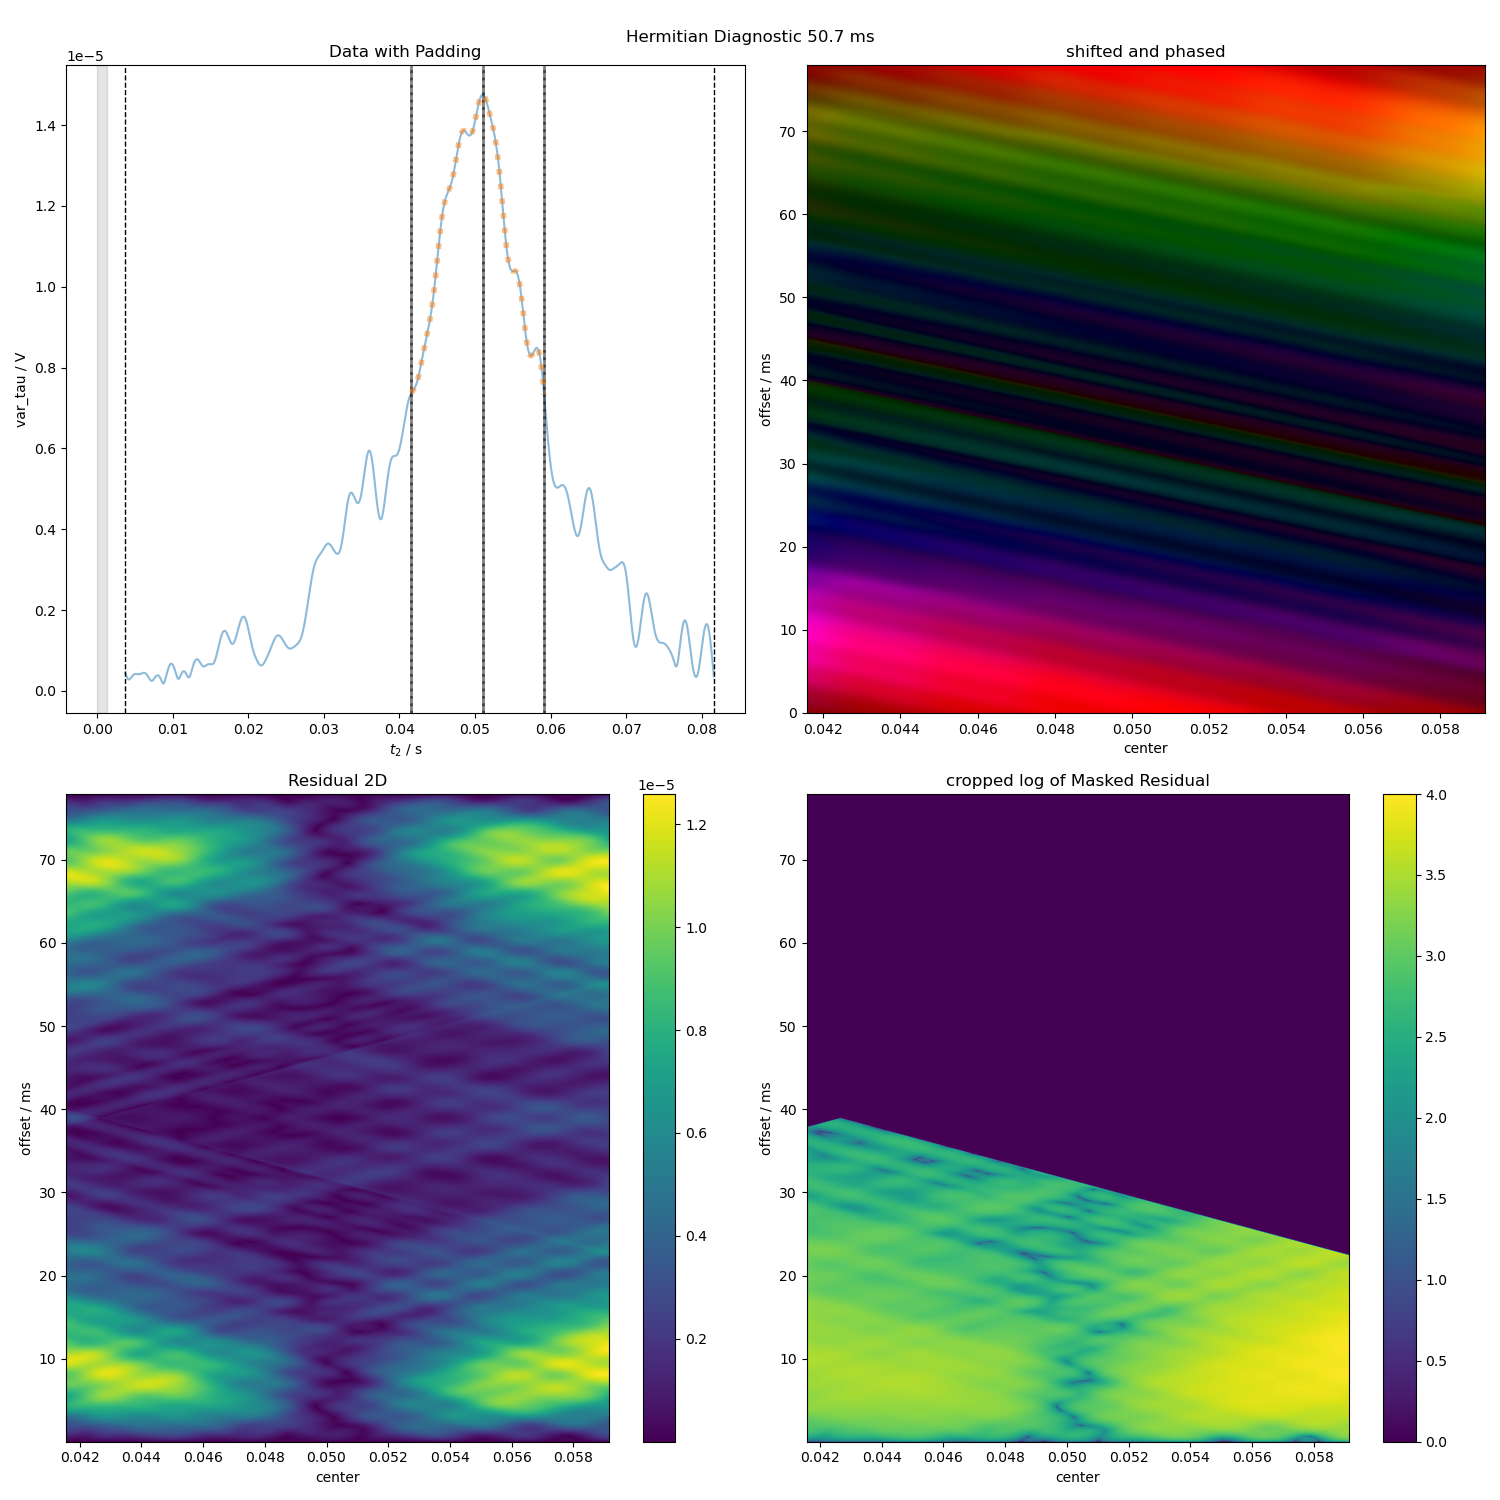 Hermitian Diagnostic 50.7 ms
Data with Padding
1e−5
1.4
1.2
1.0
0.8
0.6
0.4
0.2
0.0
var_tau / V
0.00 0.01 0.02 0.03 0.04 0.05 0.06 0.07 0.08
t2 / s
shifted and phased
70
60
50
40
30
20
10
0
offset / ms
0.042 0.044 0.046 0.048 0.050 0.052 0.054 0.056 0.058
center
Residual 2D
70
60
50
40
30
20
10
offset / ms
0.042 0.044 0.046 0.048 0.050 0.052 0.054 0.056 0.058
center
1e−5
1.2
1.0
0.8
0.6
0.4
0.2
cropped log of Masked Residual
70
60
50
40
30
20
10
offset / ms
0.042 0.044 0.046 0.048 0.050 0.052 0.054 0.056 0.058
center
4.0
3.5
3.0
2.5
2.0
1.5
1.0
0.5
0.0